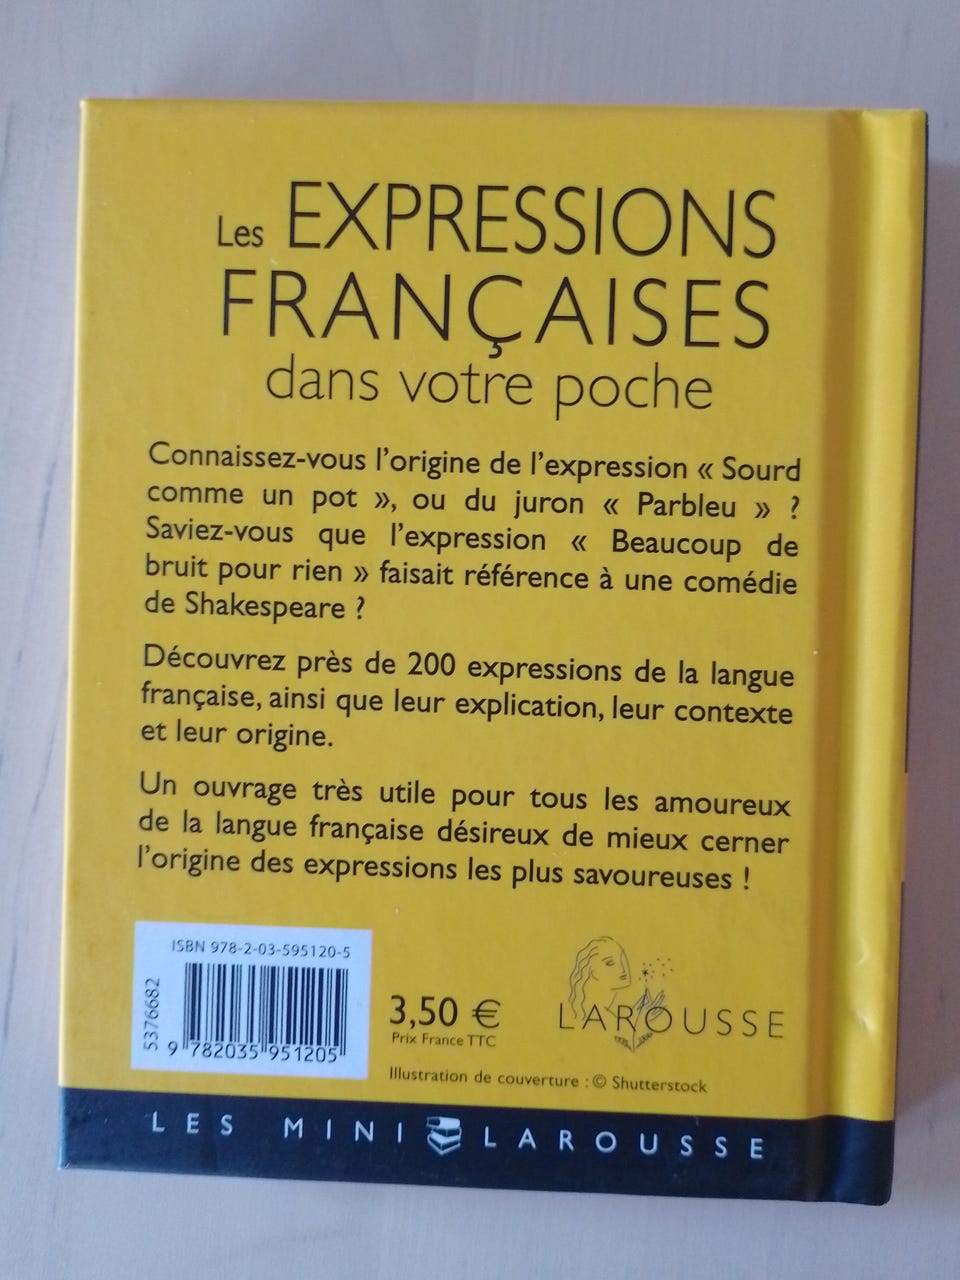 Les EXPRESSIONS
FRANÇAISES
dans votre poche
Connaissez-vous l'origine de l'expression « Sourd
comme un pot », ou du juron « Parbleu » ?
Saviez-vous que l'expression « Beaucoup de
bruit pour rien » faisait référence à une comédie
de Shakespeare ?
Découvrez près de 200 expressions de la langue
française, ainsi que leur explication, leur contexte
et leur origine.
Un ouvrage très utile pour tous les amoureux
de la langue française désireux de mieux cerner
l'origine des expressions les plus savoureuses !
ISBN 978-2-03-595120-5
5376682
9 782035 951205
3,50 €
Prix France TTC
LAROUSSE
Illustration de couverture : © Shutterstock
LES MINI LAROUSSE